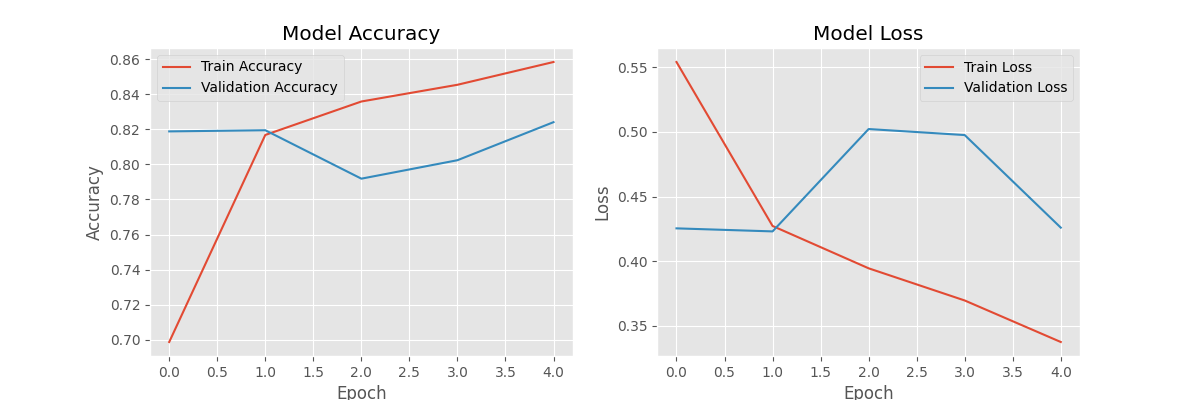 Model Accuracy
Train Accuracy
Validation Accuracy
0.86
0.84
0.82
0.80
0.78
0.76
0.74
0.72
0.70
Accuracy
0.0 0.5 1.0 1.5 2.0 2.5 3.0 3.5 4.0
Epoch
Model Loss
Train Loss
Validation Loss
0.55
0.50
0.45
0.40
0.35
Loss
0.0 0.5 1.0 1.5 2.0 2.5 3.0 3.5 4.0
Epoch